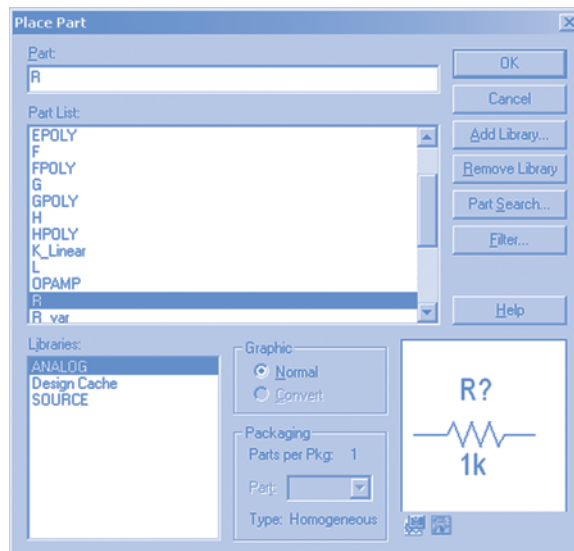 Place Part
Part:
R
Part List:
EPOLY
F
FPOLY
G
GPOLY
H
HPOLY
K_Linear
L
OPAMP
R
R_var
OK
Cancel
Add Library...
Remove Library
Part Search...
Filter...
Help
Libraries:
ANALOG
Design Cache
SOURCE
Graphic
Normal
Convert
Packaging
Parts per Pkg: 1
Part:
Type: Homogeneous
R?
1k